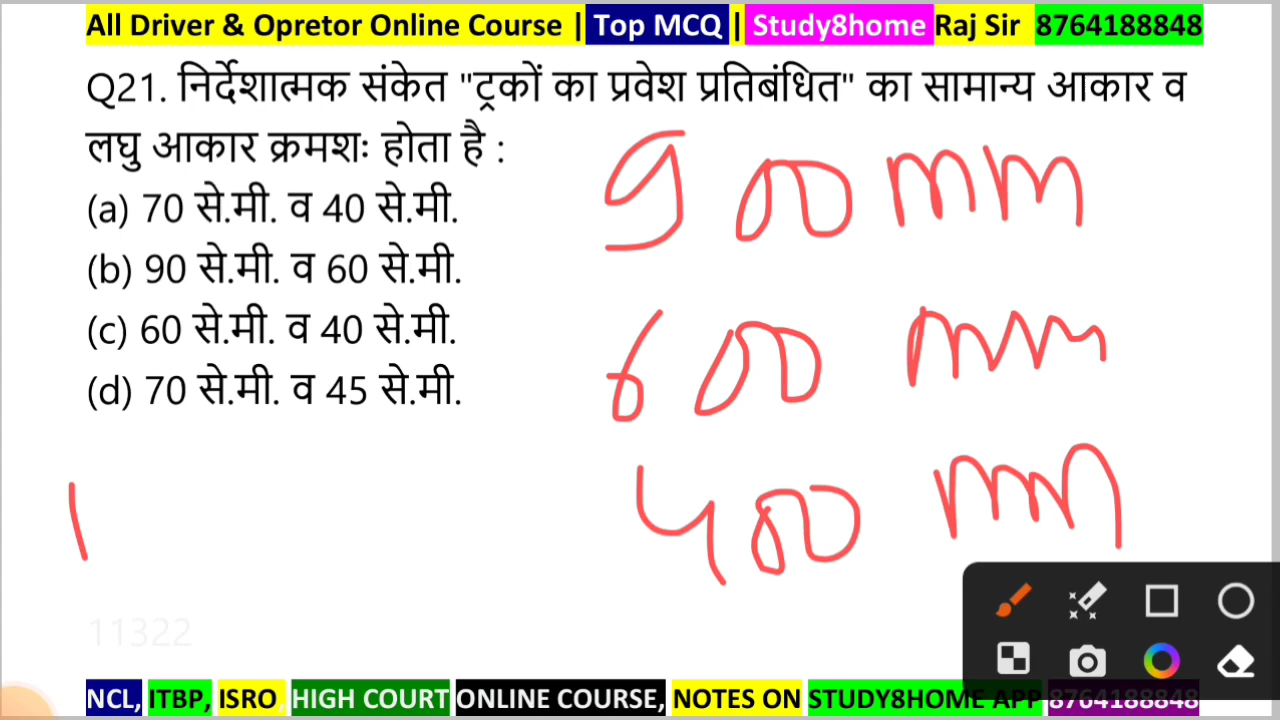 All Driver & Opretor Online Course | Top MCQ | Study8home Raj Sir 8764188848
Q21. निर्देशात्मक संकेत "ट्रकों का प्रवेश प्रतिबंधित" का सामान्य आकार व
लघु आकार क्रमशः होता है :
(a) 70 से.मी. व 40 से.मी.
(b) 90 से.मी. व 60 से.मी.
(c) 60 से.मी. व 40 से.मी.
(d) 70 से.मी. व 45 से.मी.
900 mm
600 mm
400 mm
11322
NCL, ITBP, ISRO, HIGH COURT ONLINE COURSE, NOTES ON STUDY8HOME APP 8764188848